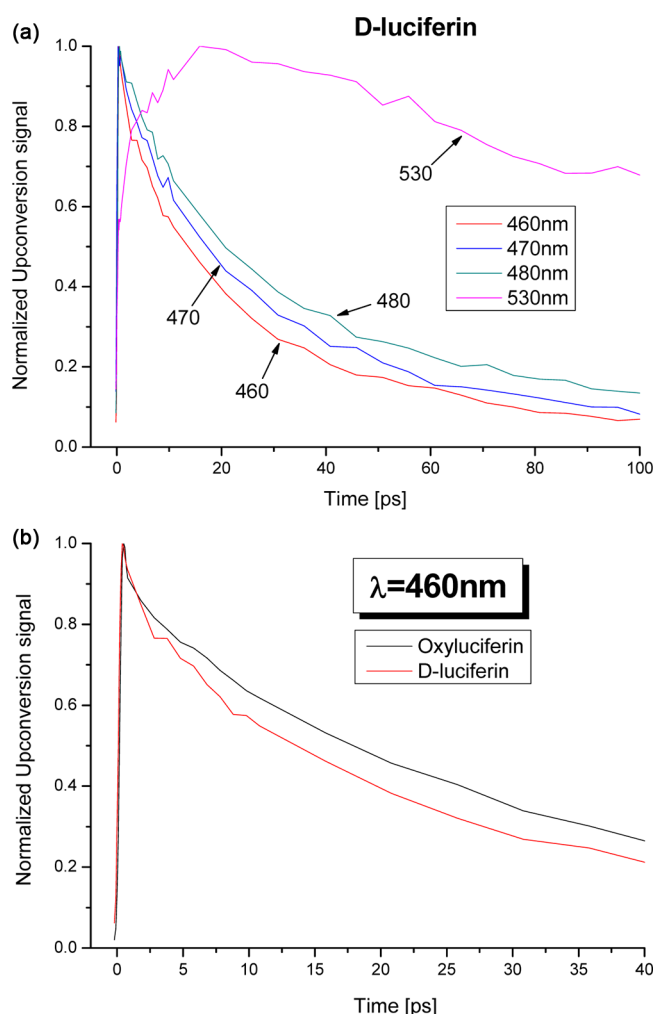 (a)
D-luciferin
1.0
0.8
0.6
0.4
0.2
0.0
Normalized Upconversion signal
530
460nm
470nm
480nm
530nm
470
480
460
0 20 40 60 80 100
Time [ps]
(b)
1.0
0.8
0.6
0.4
0.2
0.0
Normalized Upconversion signal
λ=460nm
Oxyluciferin
D-luciferin
0 5 10 15 20 25 30 35 40
Time [ps]